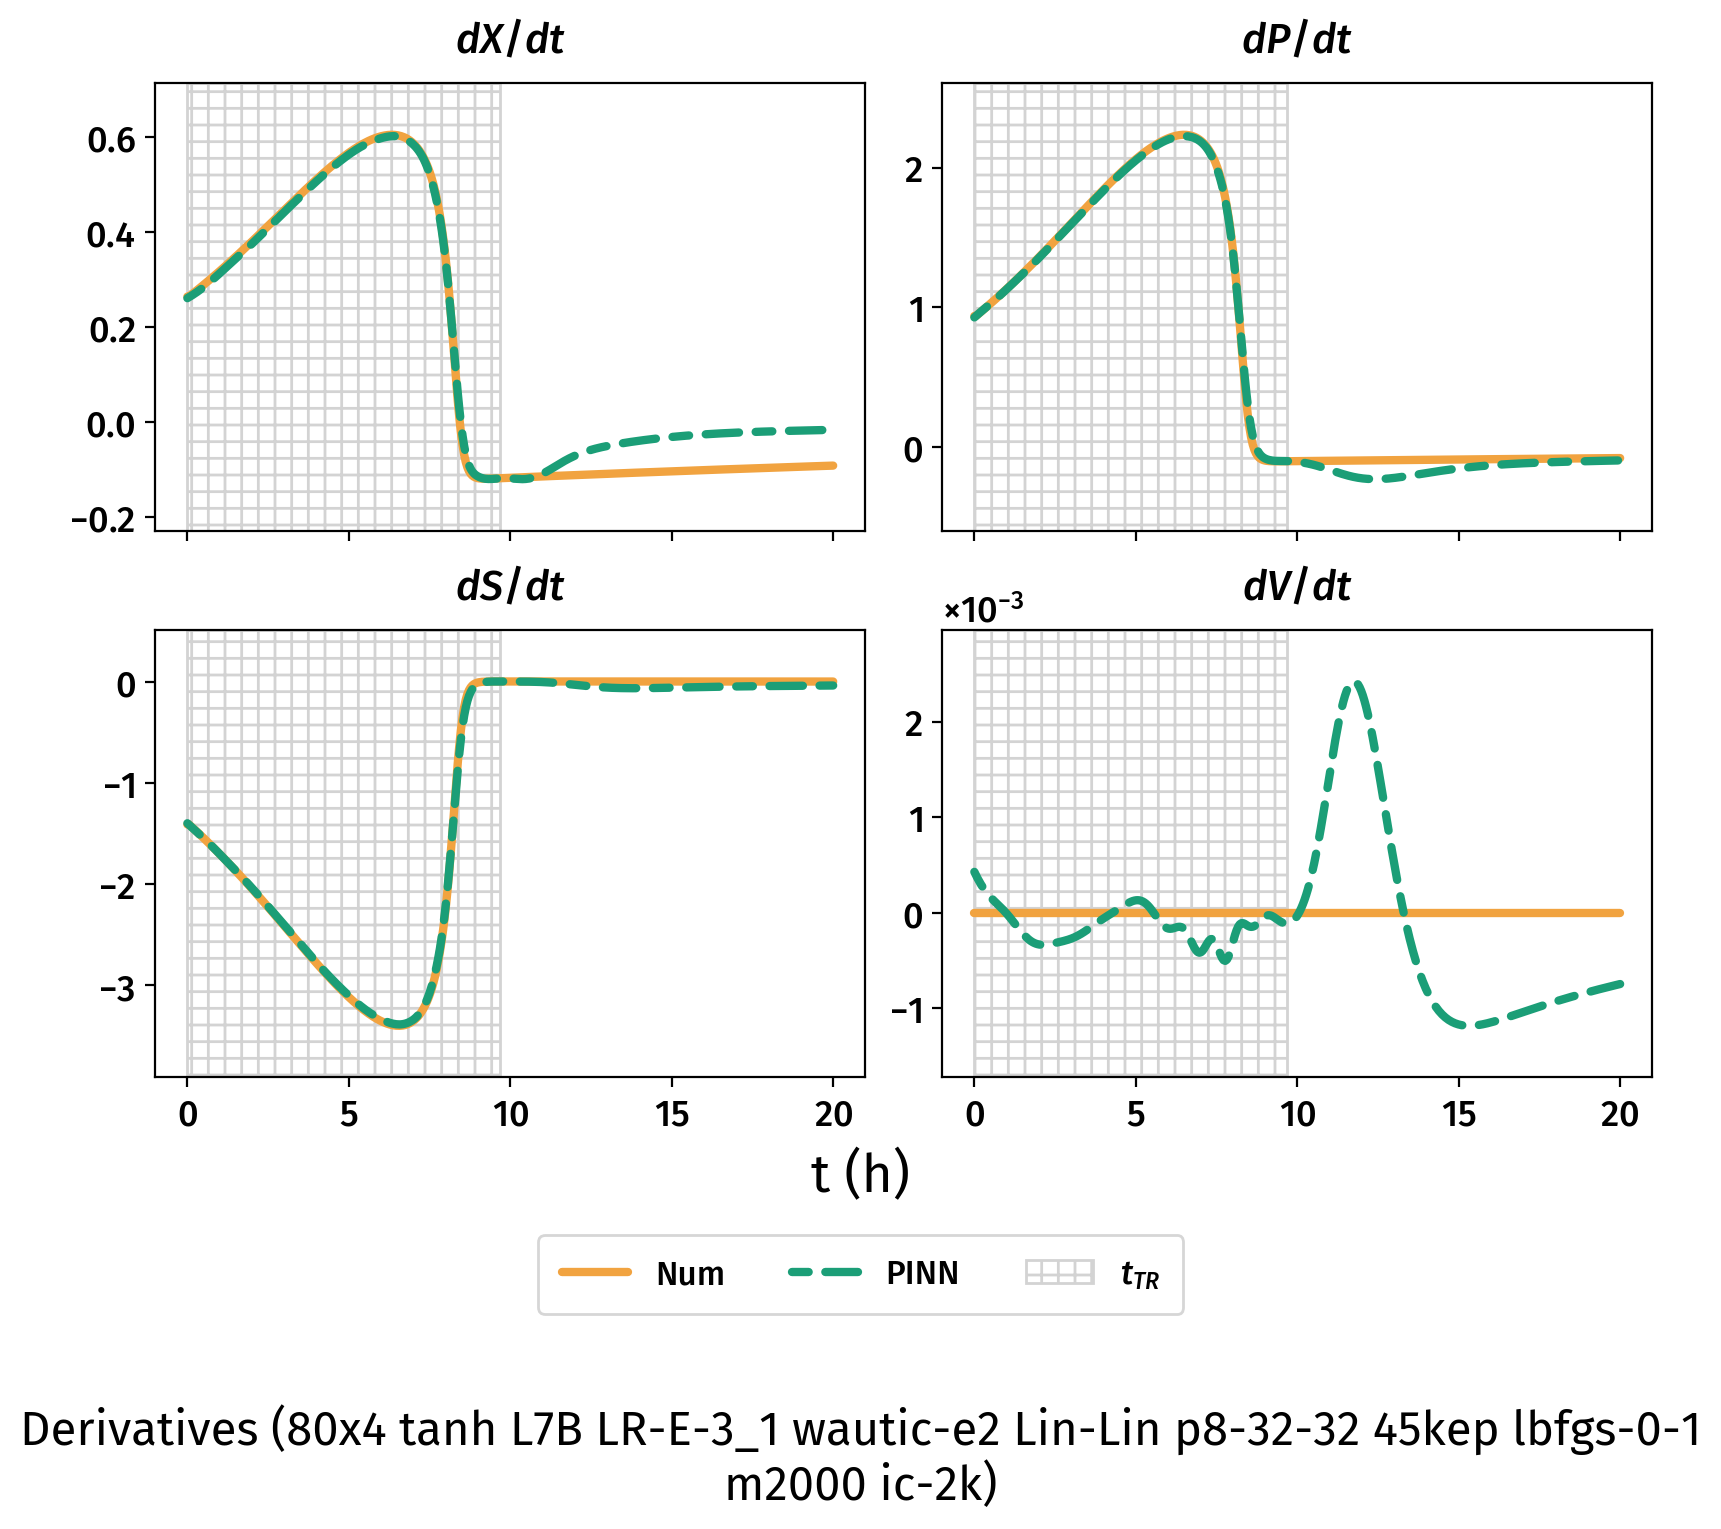 dX/dt
dP/dt
0.6
0.4
0.2
0.0
−0.2
2
1
0
dS/dt
dV/dt
×10⁻³
0
−1
−2
−3
2
1
0
−1
0 5 10 15 20
0 5 10 15 20
t (h)
Num PINN tTR
Derivatives (80x4 tanh L7B LR-E-3_1 wautic-e2 Lin-Lin p8-32-32 45kep lbfgs-0-1
m2000 ic-2k)